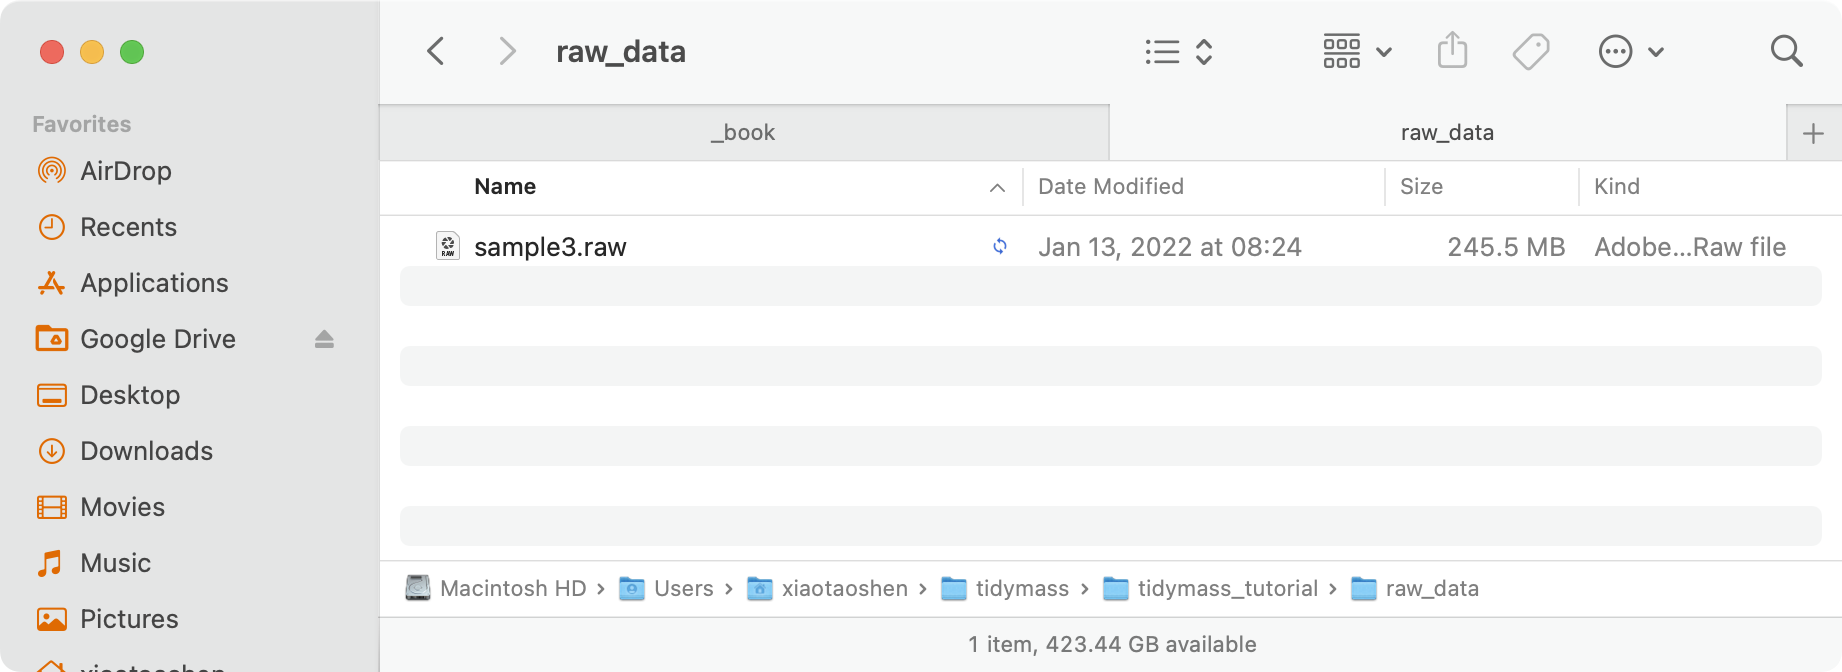 raw_data
Favorites
AirDrop
Recents
Applications
Google Drive
Desktop
Downloads
Movies
Music
Pictures
xiaotaoshen
_book
raw_data
Name
Date Modified
Size
Kind
RAW
sample3.raw
Jan 13, 2022 at 08:24
245.5 MB
Adobe...Raw file
Macintosh HD › Users › xiaotaoshen › tidymass › tidymass_tutorial › raw_data
1 item, 423.44 GB available